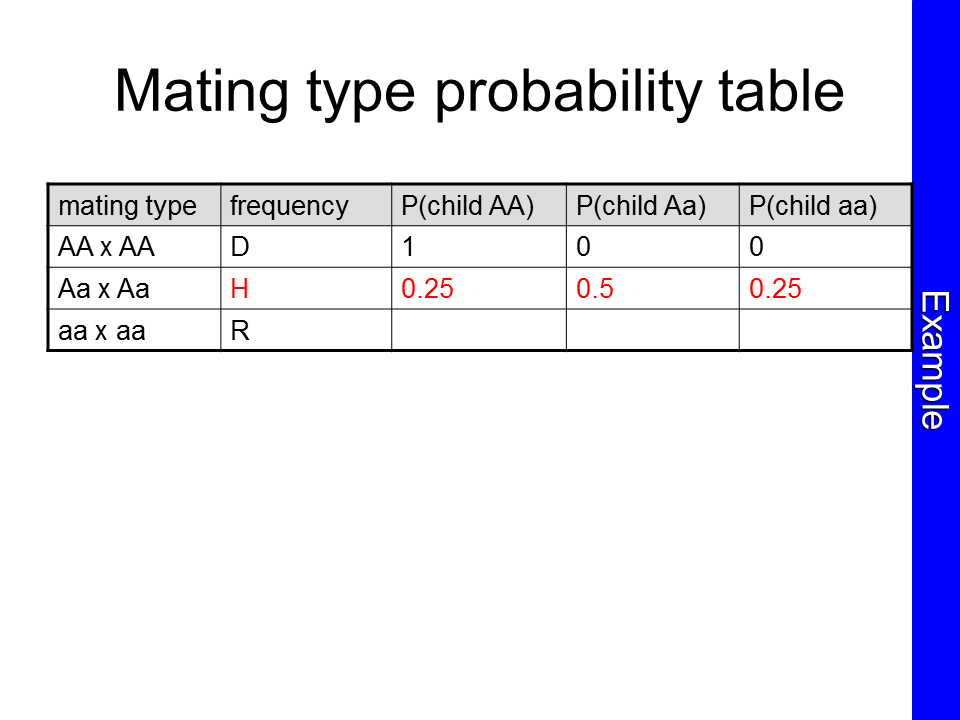 Mating type probability table
mating type frequency P(child AA) P(child Aa) P(child aa)
AA x AA D 1 0 0
Aa x Aa H 0.25 0.5 0.25
aa x aa R
Example